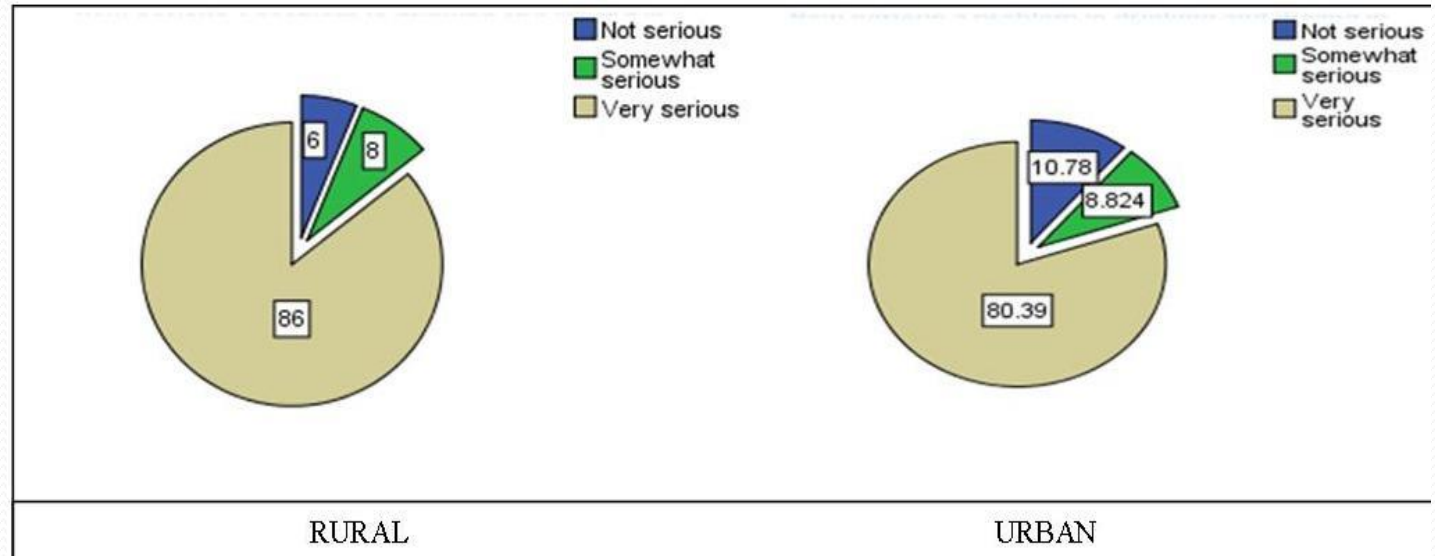 Not serious
Somewhat
serious
Very serious
6
8
86
Not serious
Somewhat
serious
Very
serious
10.78
8.824
80.39
RURAL
URBAN